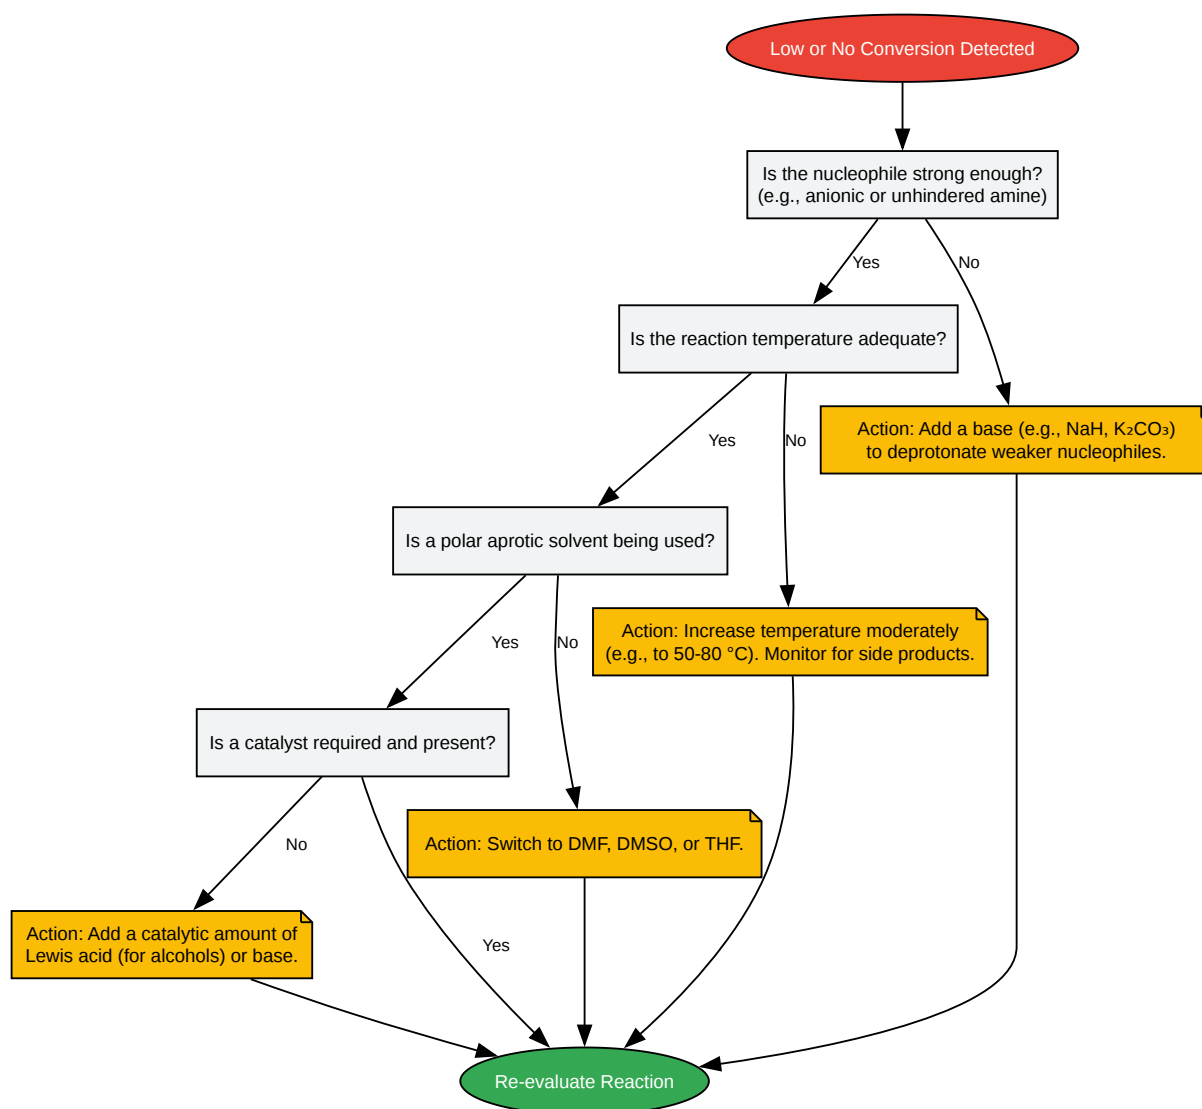 Low or No Conversion Detected
Is the nucleophile strong enough?
(e.g., anionic or unhindered amine)
Yes
No
Is the reaction temperature adequate?
Action: Add a base (e.g., NaH, K₂CO₃)
to deprotonate weaker nucleophiles.
Yes
No
Is a polar aprotic solvent being used?
Action: Increase temperature moderately
(e.g., to 50-80 °C). Monitor for side products.
Yes
No
Is a catalyst required and present?
Action: Switch to DMF, DMSO, or THF.
No
Yes
Action: Add a catalytic amount of
Lewis acid (for alcohols) or base.
Re-evaluate Reaction